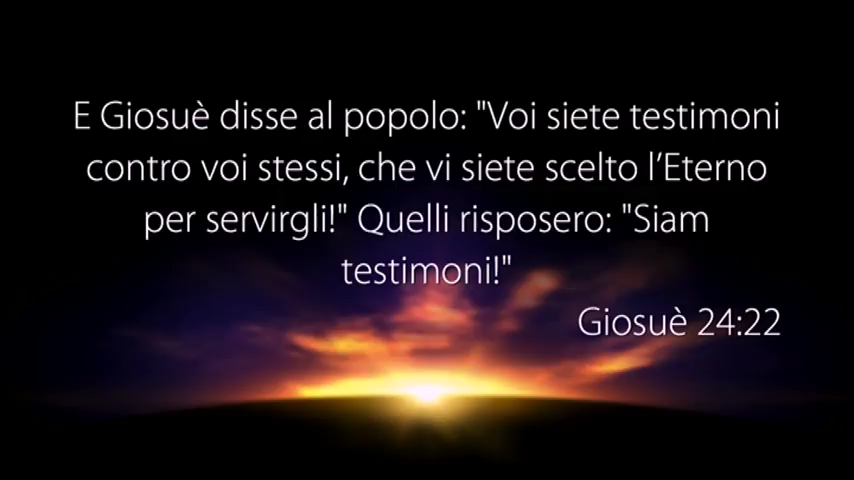 E Giosuè disse al popolo: "Voi siete testimoni
contro voi stessi, che vi siete scelto l’Eterno
per servirgli!" Quelli risposero: "Siam
testimoni!"
Giosuè 24:22